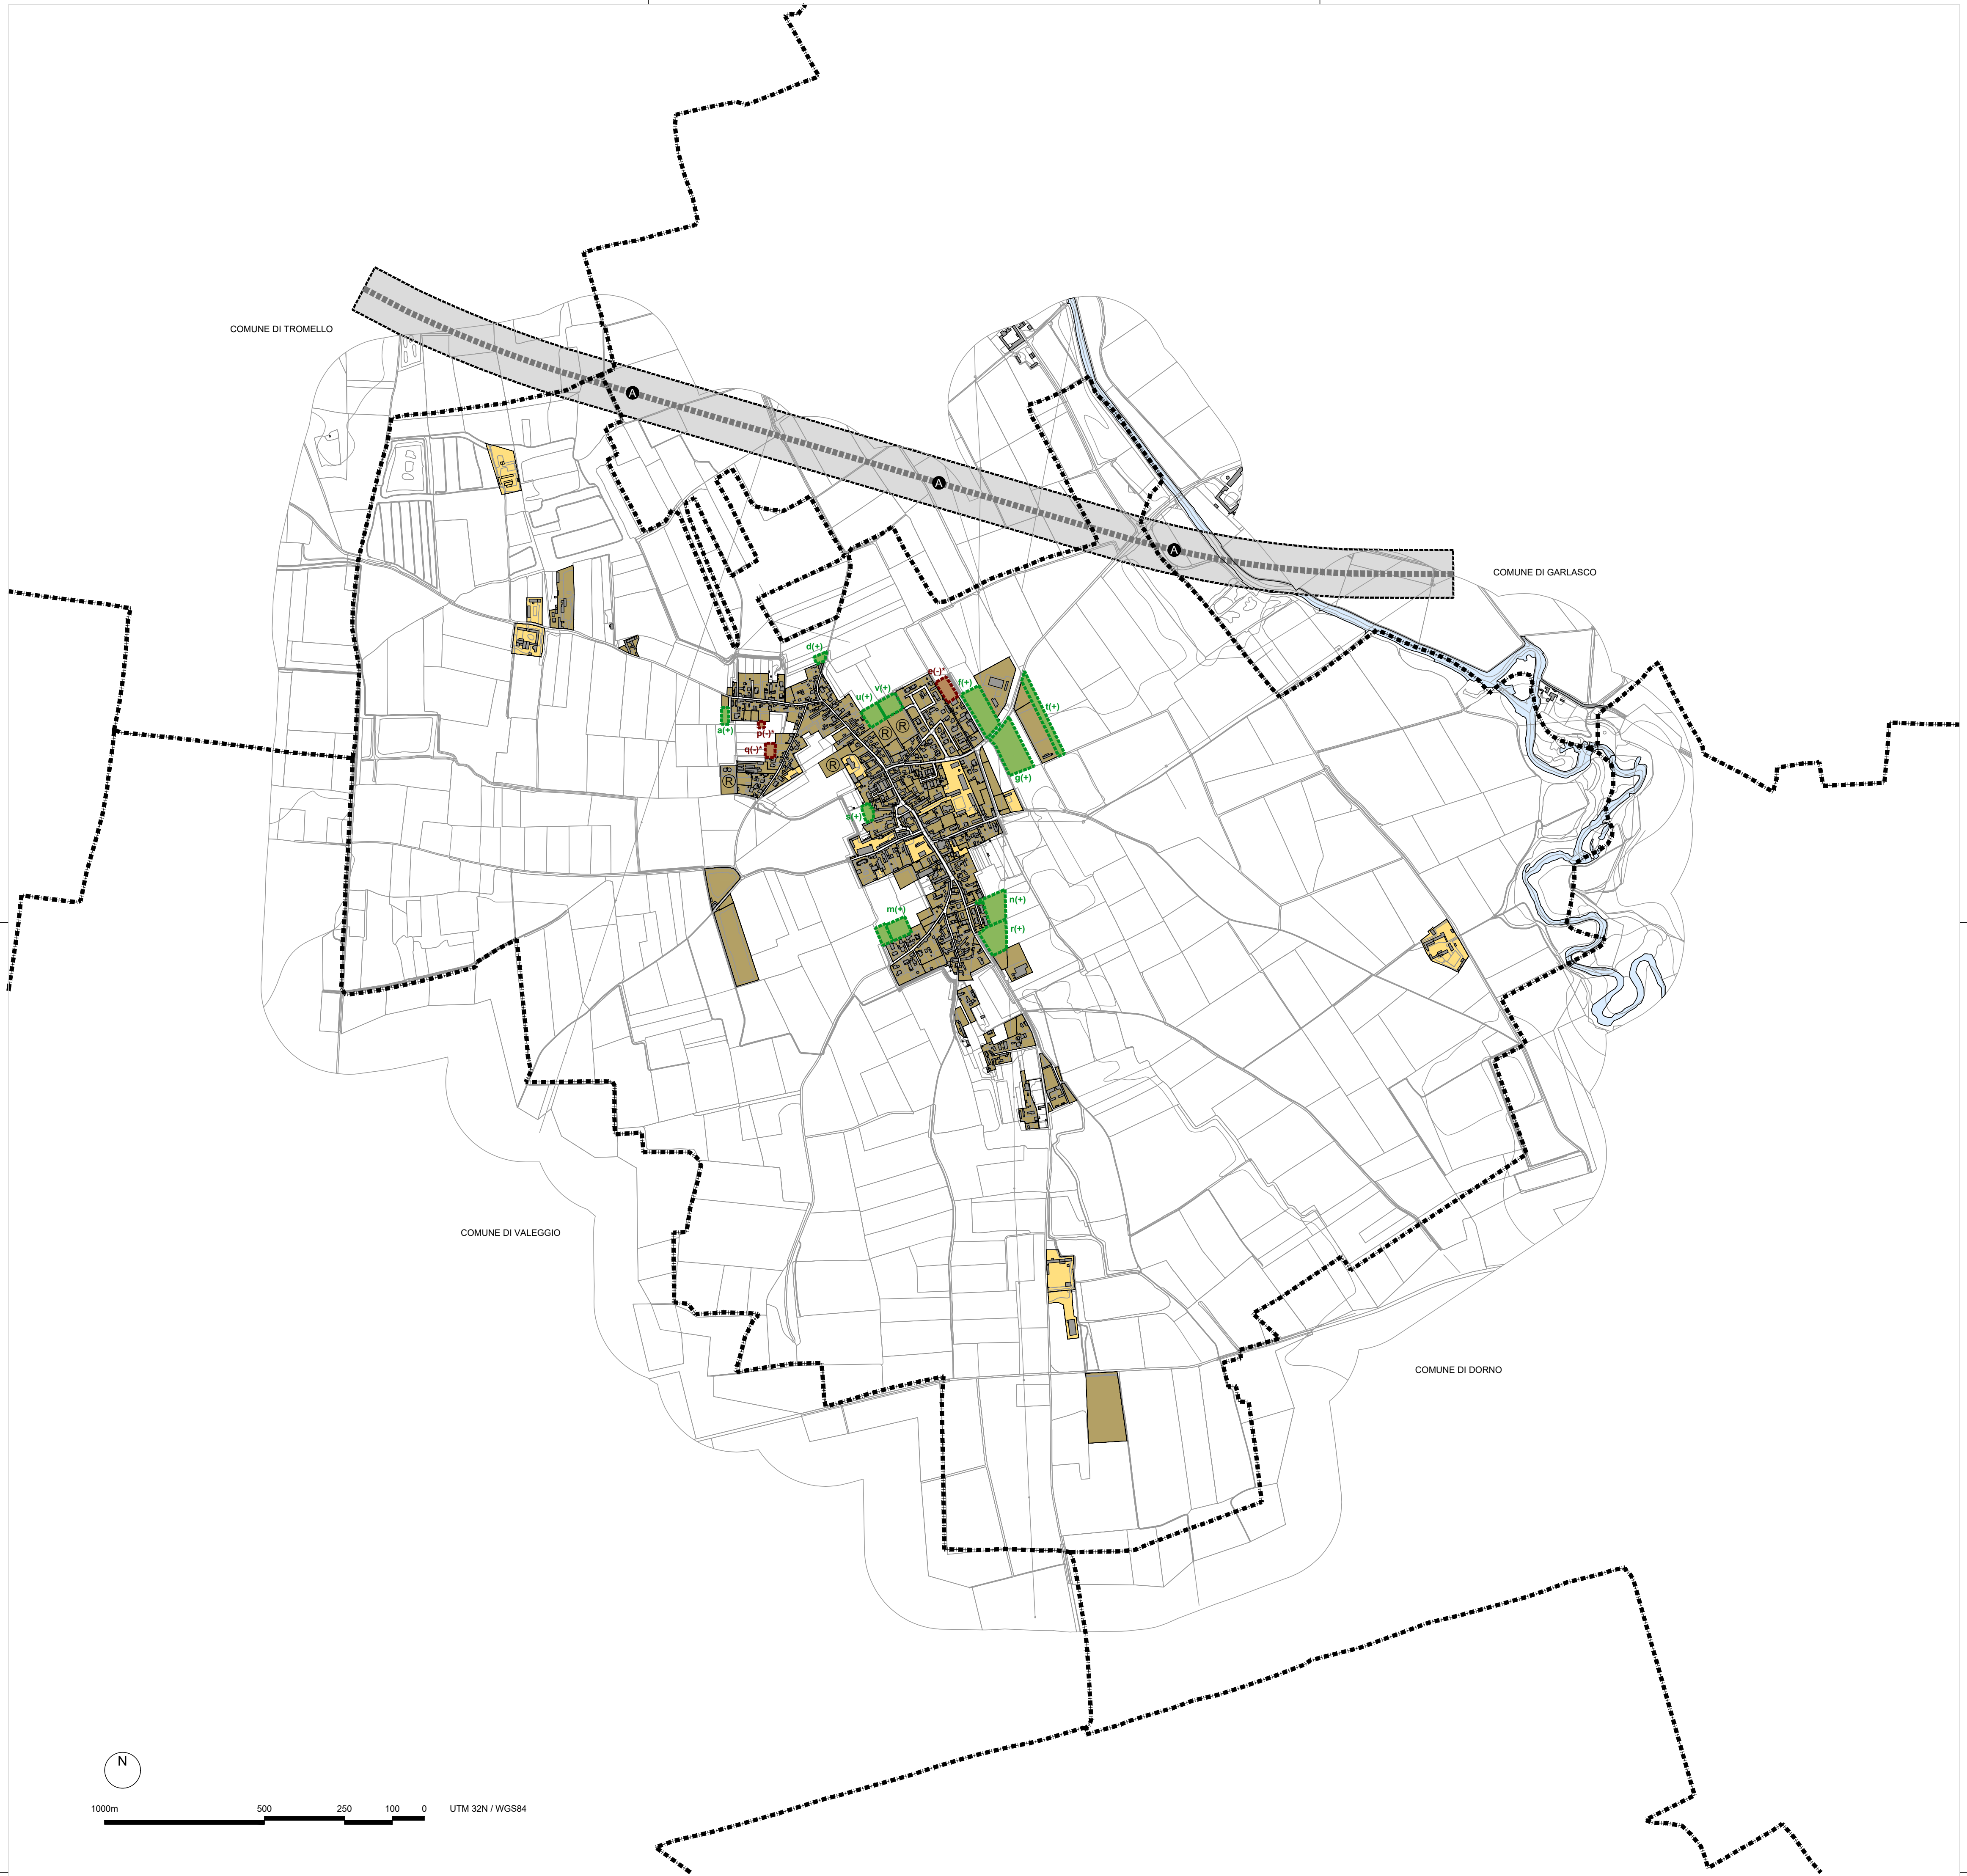 COMUNE DI TROMELLO
A
A
A
COMUNE DI GARLASCO
d(+)
e(-)*
f(+)
v(+)
u(+)
t(+)
a(+)
p(-)*
q(-)*
R
R
R
R
g(+)
s(+)
n(+)
m(+)
r(+)
COMUNE DI VALEGGIO
COMUNE DI DORNO
N
1000m 500 250 100 0 UTM 32N / WGS84